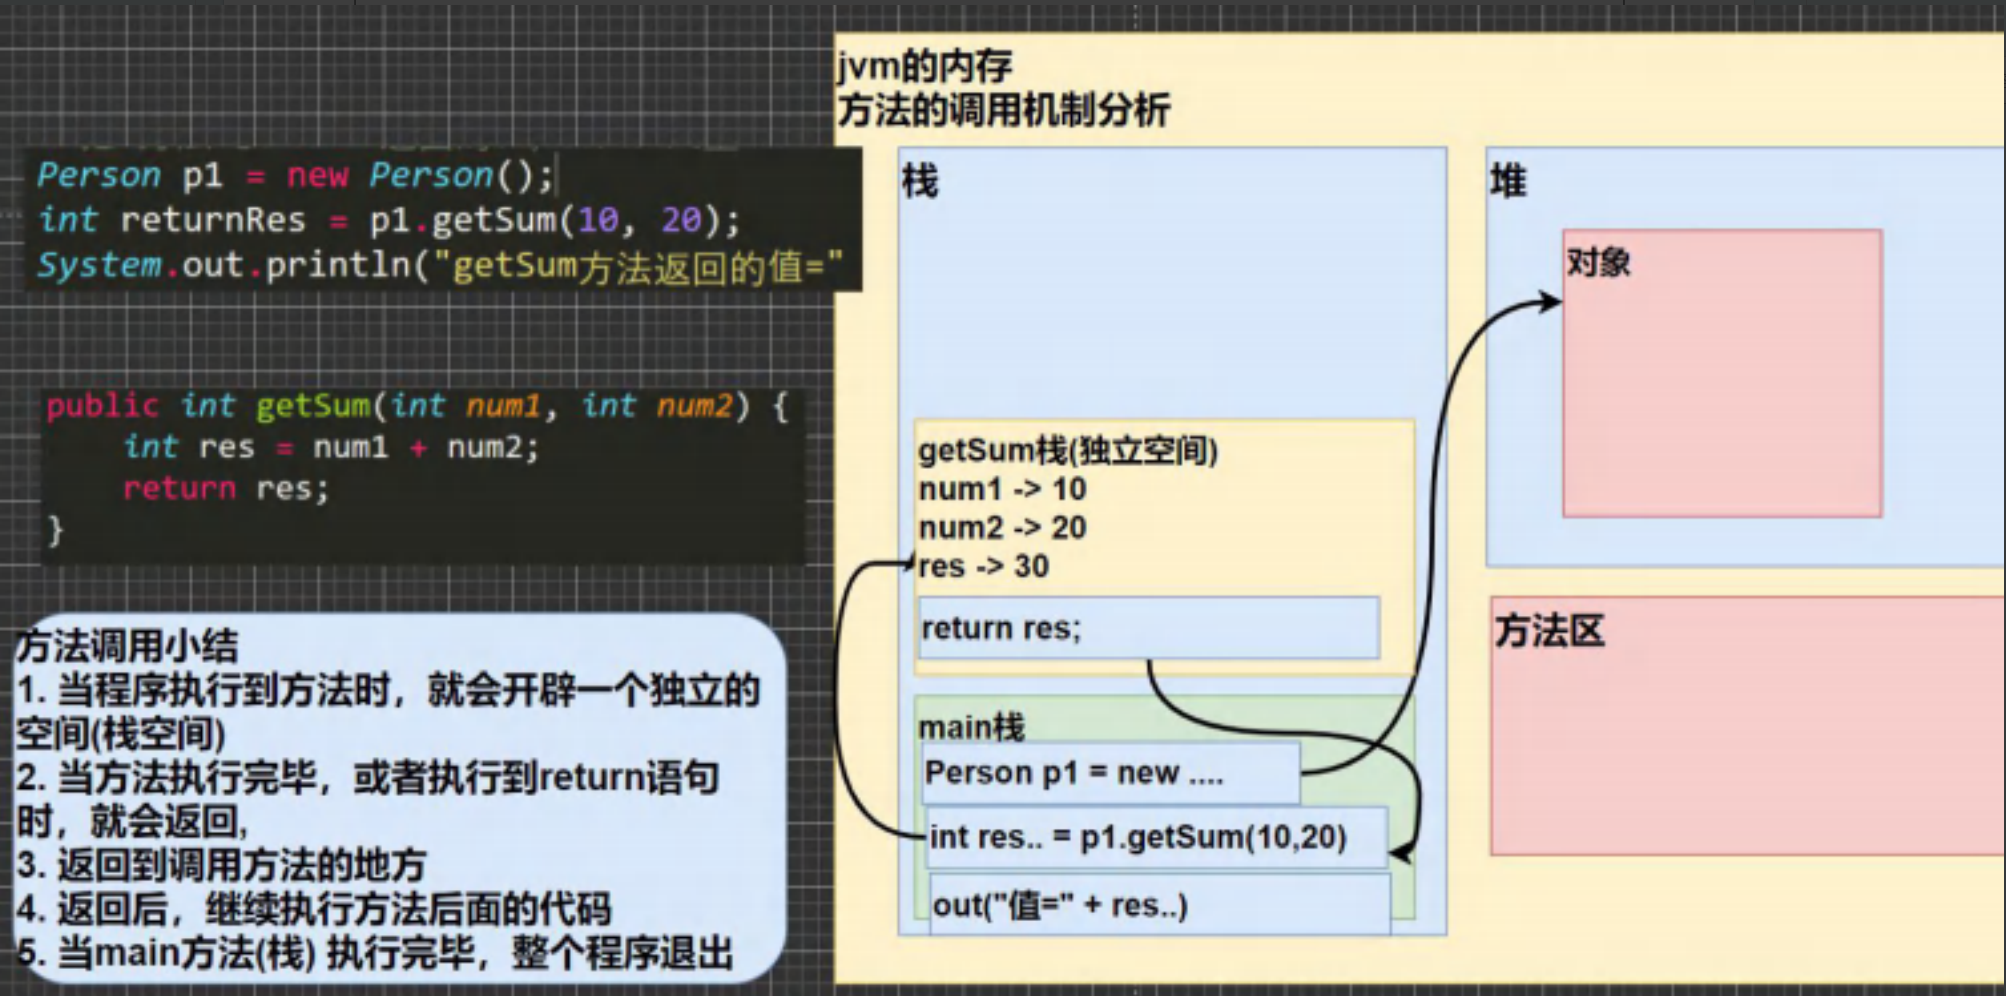 Person p1 = new Person();
int returnRes = p1.getSum(10, 20);
System.out.println("getSum方法返回的值="
public int getSum(int num1, int num2) {
int res = num1 + num2;
return res;
}
方法调用小结
1. 当程序执行到方法时，就会开辟一个独立的
空间(栈空间)
2. 当方法执行完毕，或者执行到return语句
时，就会返回,
3. 返回到调用方法的地方
4. 返回后，继续执行方法后面的代码
5. 当main方法(栈) 执行完毕，整个程序退出
jvm的内存
方法的调用机制分析
栈
getSum栈(独立空间)
num1 -> 10
num2 -> 20
res -> 30
return res;
main栈
Person p1 = new ....
int res.. = p1.getSum(10,20)
out("值=" + res..)
堆
对象
方法区